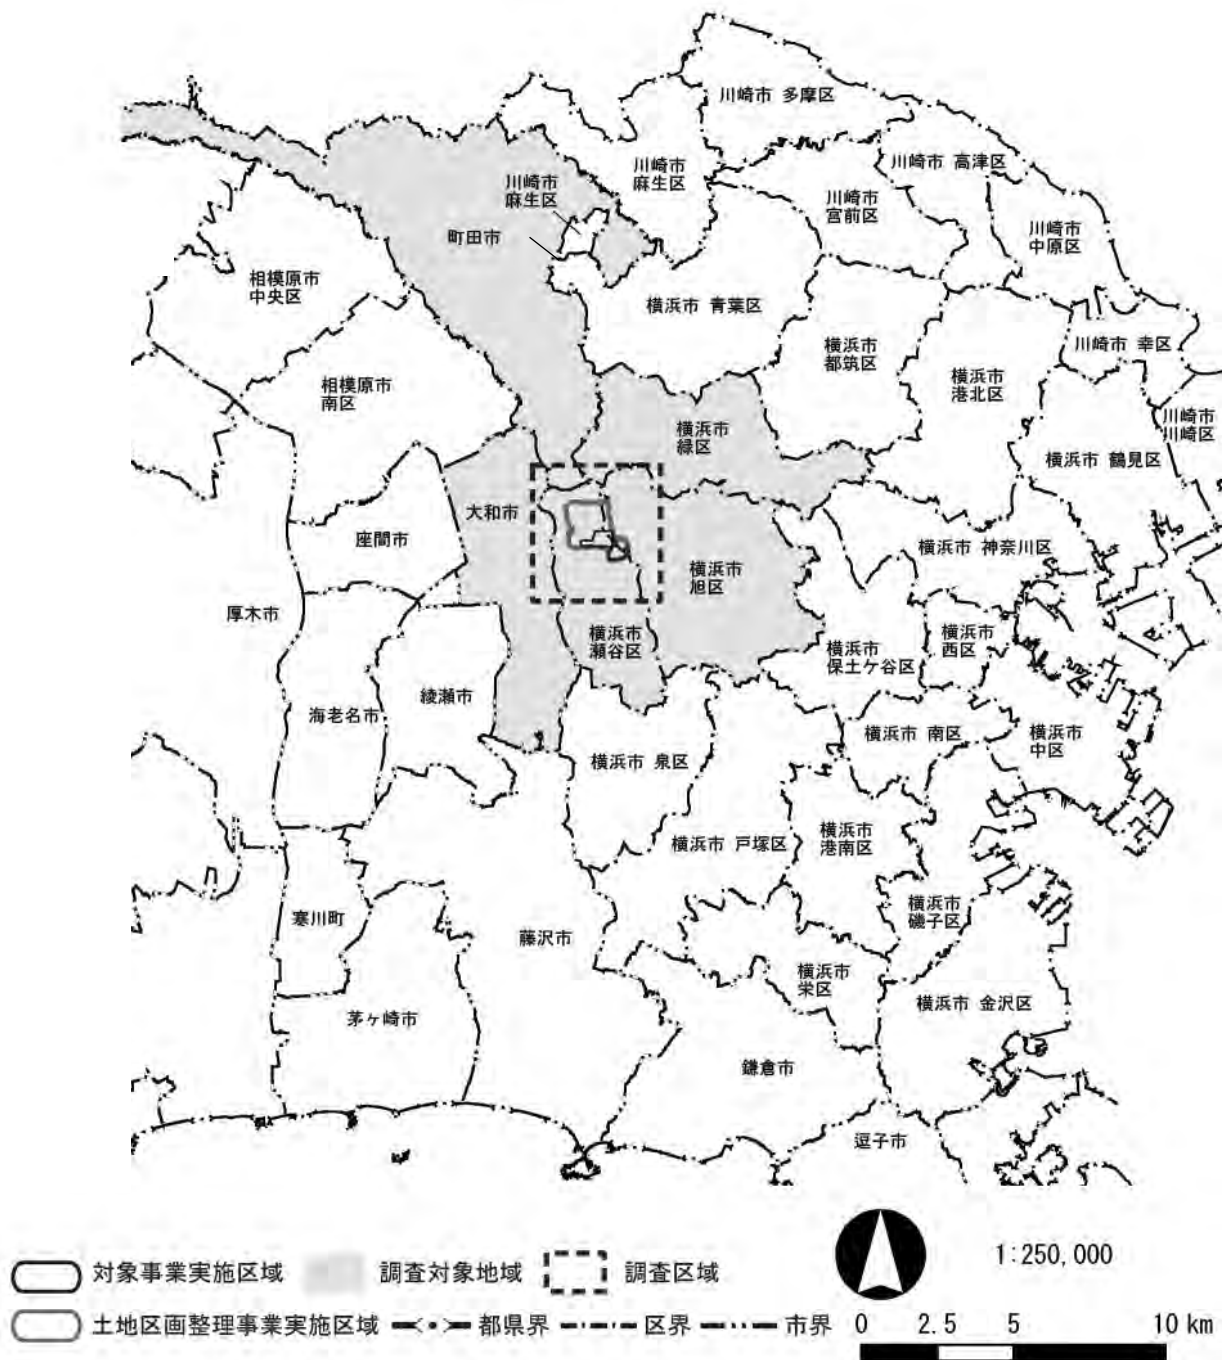 川崎市 多摩区
川崎市
麻生区
川崎市 高津区
川崎市
麻生区
川崎市
宮前区
川崎市
中原区
町田市
相模原市
中央区
横浜市 青葉区
横浜市
都筑区
川崎市 幸区
相模原市
南区
横浜市
港北区
川崎市
川崎区
横浜市
緑区
横浜市 鶴見区
大和市
座間市
横浜市 神奈川区
横浜市
旭区
厚木市
横浜市
瀬谷区
横浜市
保土ケ谷区
横浜市
西区
綾瀬市
海老名市
横浜市 南区
横浜市
中区
横浜市 泉区
横浜市 戸塚区
横浜市
港南区
寒川町
藤沢市
横浜市
磯子区
横浜市
栄区
横浜市 金沢区
茅ヶ崎市
鎌倉市
逗子市
対象事業実施区域 調査対象地域 調査区域
1:250,000
土地区画整理事業実施区域 都県界 区界 市界
0 2.5 5 10 km